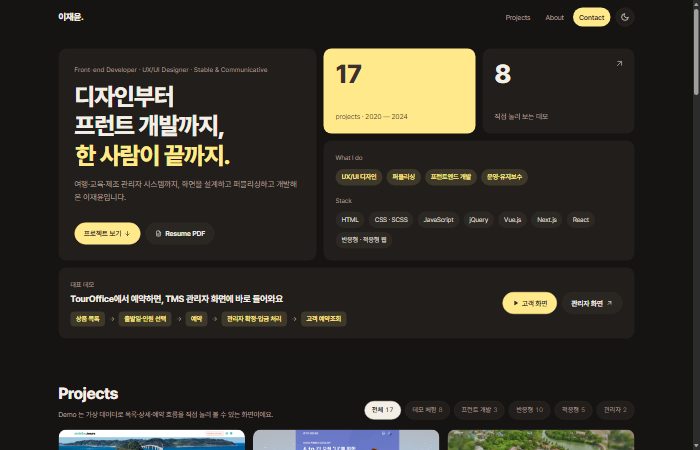 이재윤.
Projects About Contact
Front-end Developer · UX/UI Designer · Stable & Communicative
디자인부터
프런트 개발까지,
한 사람이 끝까지.
여행·교육·제조 관리자 시스템까지, 화면을 설계하고 퍼블리싱하고 개발해
온 이재윤입니다.
프로젝트 보기 ↓ Resume PDF
17
projects · 2020 — 2024
8
직접 눌러 보는 데모
What I do
UX/UI 디자인 퍼블리싱 프런트엔드 개발 운영·유지보수
Stack
HTML CSS · SCSS JavaScript jQuery Vue.js Next.js React
반응형 · 적응형 웹
대표 데모
TourOffice에서 예약하면, TMS 관리자 화면에 바로 들어와요
상품 목록 → 출발일·인원 선택 → 예약 → 관리자 확정·입금 처리 → 고객 예약조회
고객 화면 관리자 화면
Projects
Demo 는 가상 데이터로 목록·상세·예약 흐름을 직접 눌러 볼 수 있는 화면이에요.
전체 17 데모 체험 8 프런트 개발 3 반응형 10 적응형 5 관리자 2